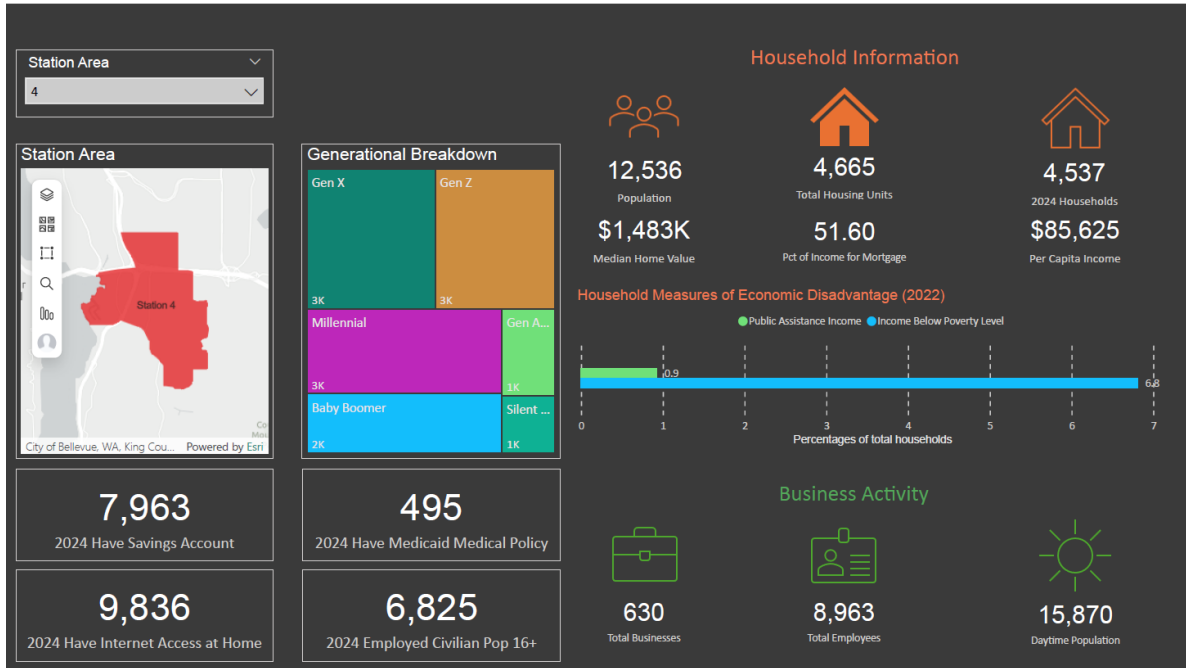 Station Area
4
Station Area
Station 4
Co
City of Bellevue, WA, King Cou... Powered by Esri
Generational Breakdown
Gen X
3K
Gen Z
3K
Millennial
3K
Gen A...
1K
Baby Boomer
2K
Silent ...
1K
7,963
2024 Have Savings Account
495
2024 Have Medicaid Medical Policy
9,836
2024 Have Internet Access at Home
6,825
2024 Employed Civilian Pop 16+
Household Information
12,536
Population
4,665
Total Housing Units
4,537
2024 Households
$1,483K
Median Home Value
51.60
Pct of Income for Mortgage
$85,625
Per Capita Income
Household Measures of Economic Disadvantage (2022)
Public Assistance Income Income Below Poverty Level
0.9
6.8
0 1 2 3 4 5 6 7
Percentages of total households
Business Activity
630
Total Businesses
8,963
Total Employees
15,870
Daytime Population